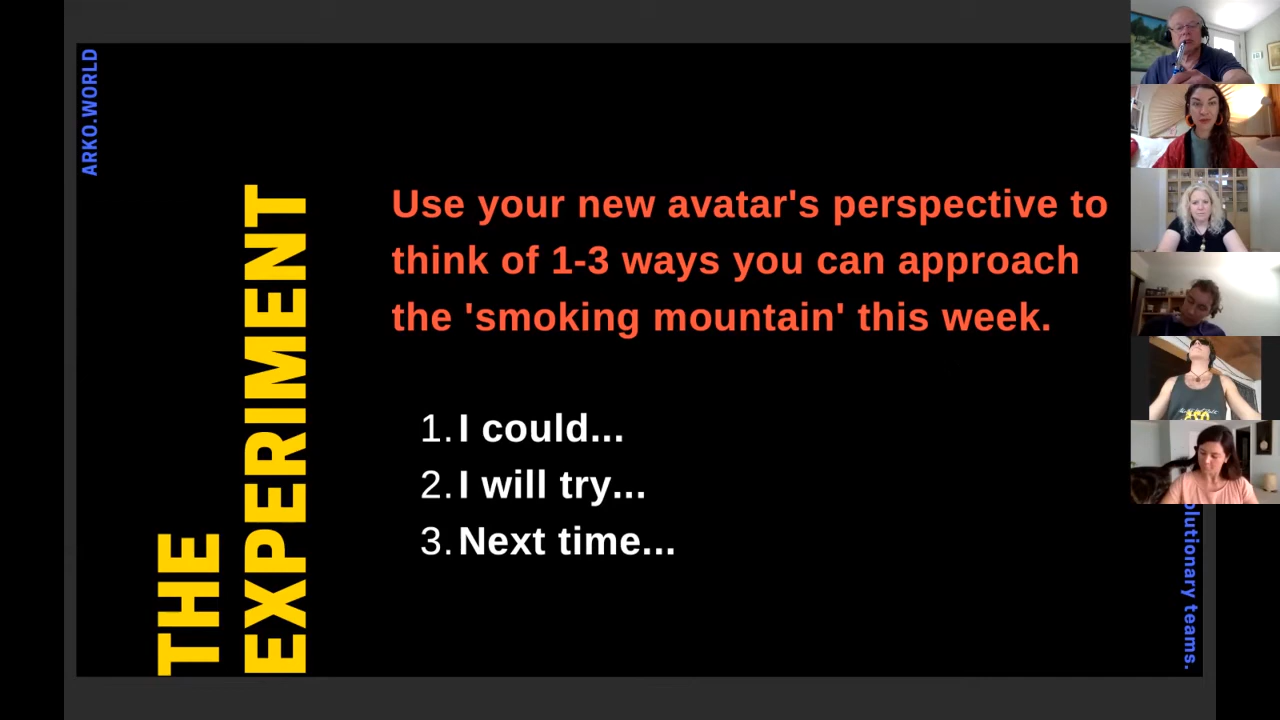 ARKO.WORLD
THE
EXPERIMENT
Use your new avatar's perspective to
think of 1-3 ways you can approach
the 'smoking mountain' this week.
1. I could...
2. I will try...
3. Next time...
teams.